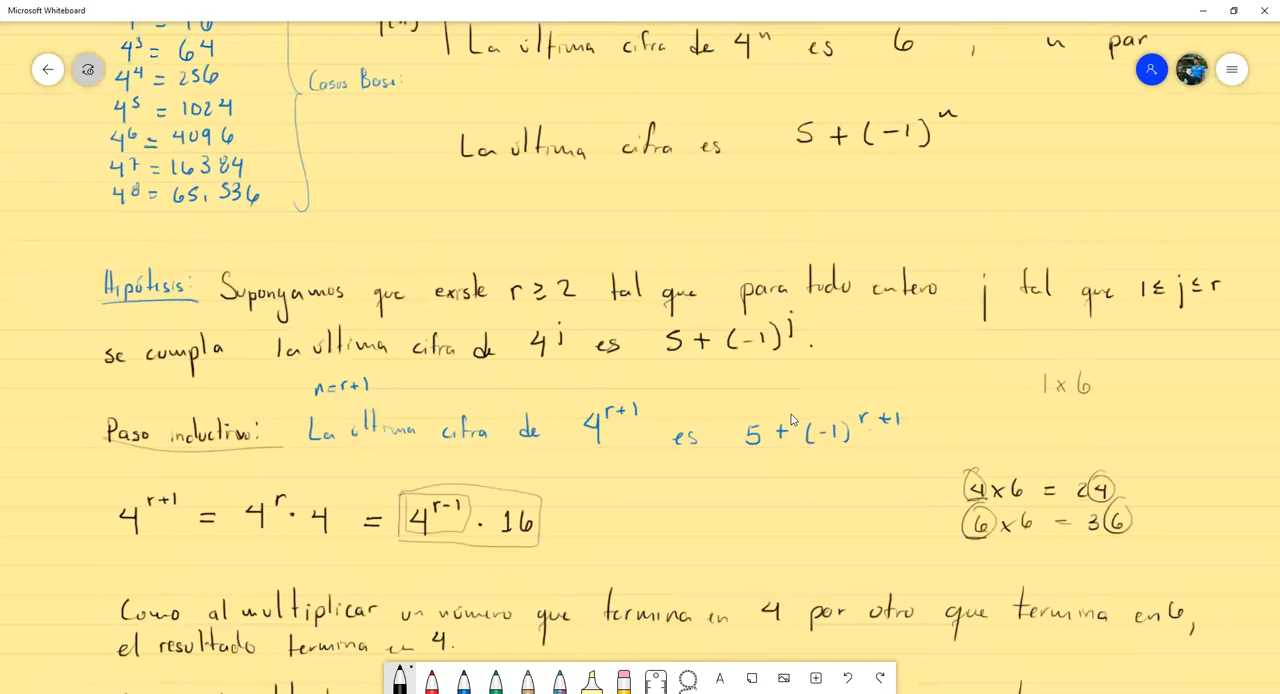 Microsoft Whiteboard
4³ = 64
4⁴ = 256
4⁵ = 1024
4⁶ = 4096
4⁷ = 16384
4⁸ = 65.536
Casos Base:
La última cifra de 4ⁿ es 6 , n par
La última cifra es 5 + (-1)ⁿ
Hipótesis: Supongamos que existe r ≥ 2 tal que para todo entero j tal que 1 ≤ j ≤ r
se cumpla la última cifra de 4ʲ es 5 + (-1)ʲ.
n = r+1
1 x 6
Paso inductivo: La última cifra de 4ʳ⁺¹ es 5 + (-1)ʳ⁺¹
4 x 6 = 24
4ʳ⁺¹ = 4ʳ · 4 = 4ʳ⁻¹ · 16
6 x 6 = 36
Como al multiplicar un número que termina en 4 por otro que termina en 6,
el resultado termina en 4.